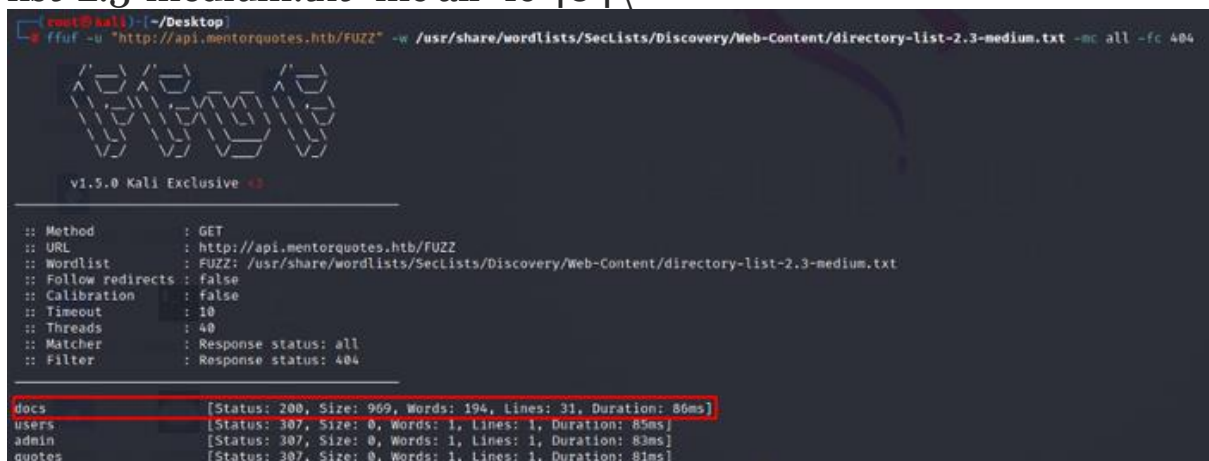 (root㉿kali)-[~/Desktop]
# ffuf -u "http://api.mentorquotes.htb/FUZZ" -w /usr/share/wordlists/SecLists/Discovery/Web-Content/directory-list-2.3-medium.txt -mc all -fc 404
v1.5.0 Kali Exclusive <3
:: Method : GET
:: URL : http://api.mentorquotes.htb/FUZZ
:: Wordlist : FUZZ: /usr/share/wordlists/SecLists/Discovery/Web-Content/directory-list-2.3-medium.txt
:: Follow redirects : false
:: Calibration : false
:: Timeout : 10
:: Threads : 40
:: Matcher : Response status: all
:: Filter : Response status: 404
docs [Status: 200, Size: 969, Words: 194, Lines: 31, Duration: 86ms]
users [Status: 307, Size: 0, Words: 1, Lines: 1, Duration: 85ms]
admin [Status: 307, Size: 0, Words: 1, Lines: 1, Duration: 83ms]
quotes [Status: 307, Size: 0, Words: 1, Lines: 1, Duration: 81ms]